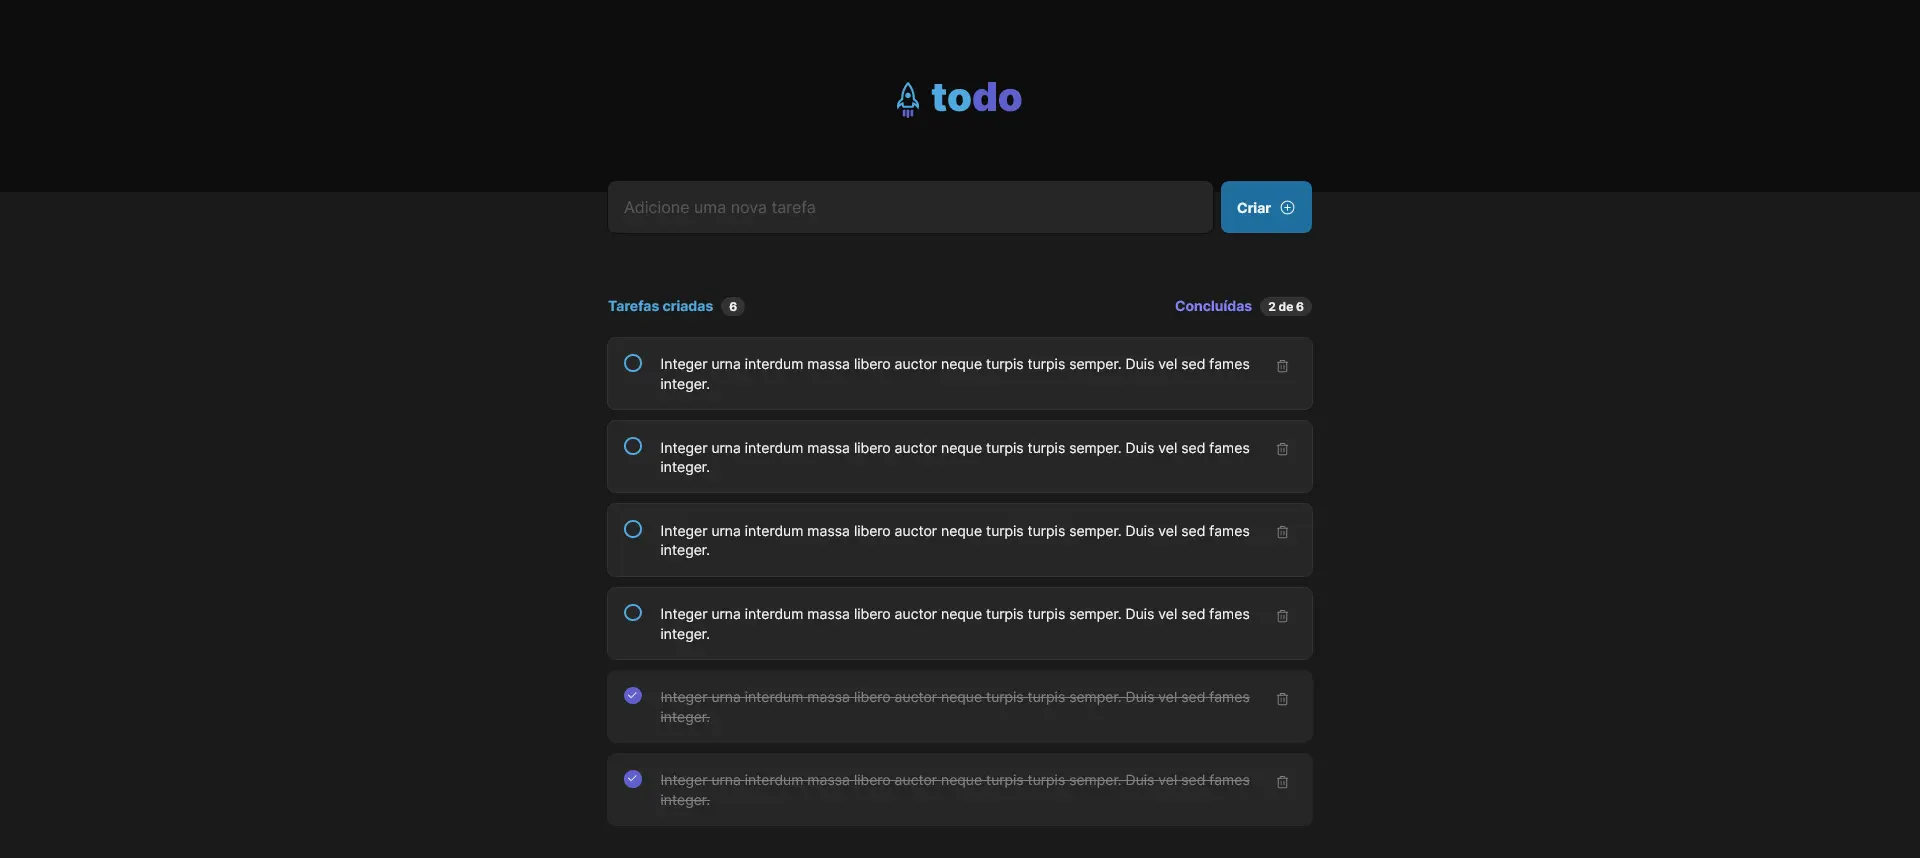 todo
Adicione uma nova tarefa
Criar
Tarefas criadas 6
Concluídas 2 de 6
Integer urna interdum massa libero auctor neque turpis turpis semper. Duis vel sed fames
integer.
Integer urna interdum massa libero auctor neque turpis turpis semper. Duis vel sed fames
integer.
Integer urna interdum massa libero auctor neque turpis turpis semper. Duis vel sed fames
integer.
Integer urna interdum massa libero auctor neque turpis turpis semper. Duis vel sed fames
integer.
Integer urna interdum massa libero auctor neque turpis turpis semper. Duis vel sed fames
integer.
Integer urna interdum massa libero auctor neque turpis turpis semper. Duis vel sed fames
integer.